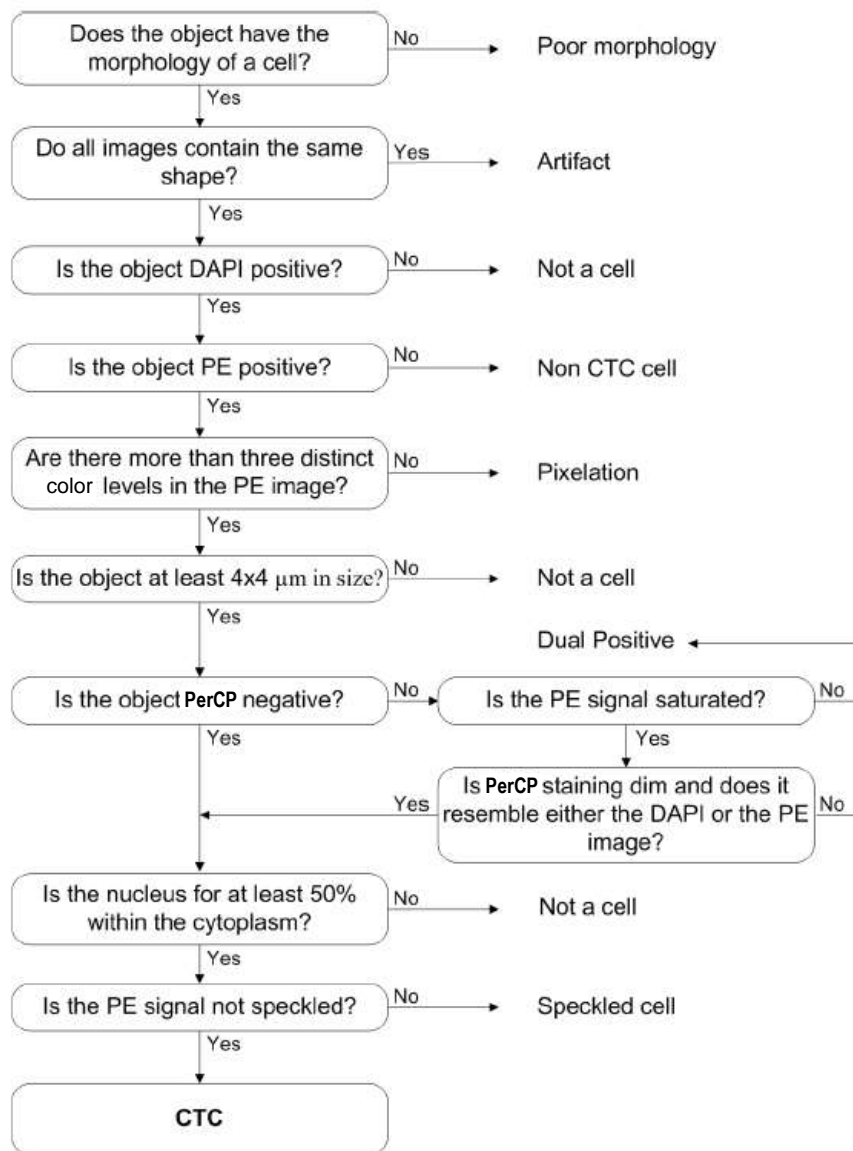 Does the object have the
morphology of a cell?
No
Poor morphology
Yes
Do all images contain the same
shape?
Yes
Artifact
Yes
Is the object DAPI positive?
No
Not a cell
Yes
Is the object PE positive?
No
Non CTC cell
Yes
Are there more than three distinct
color levels in the PE image?
No
Pixelation
Yes
Is the object at least 4x4 µm in size?
No
Not a cell
Yes
Dual Positive
Is the object PerCP negative?
No
Is the PE signal saturated?
No
Yes
Yes
Is PerCP staining dim and does it
resemble either the DAPI or the PE
image?
Yes
No
Is the nucleus for at least 50%
within the cytoplasm?
No
Not a cell
Yes
Is the PE signal not speckled?
No
Speckled cell
Yes
CTC